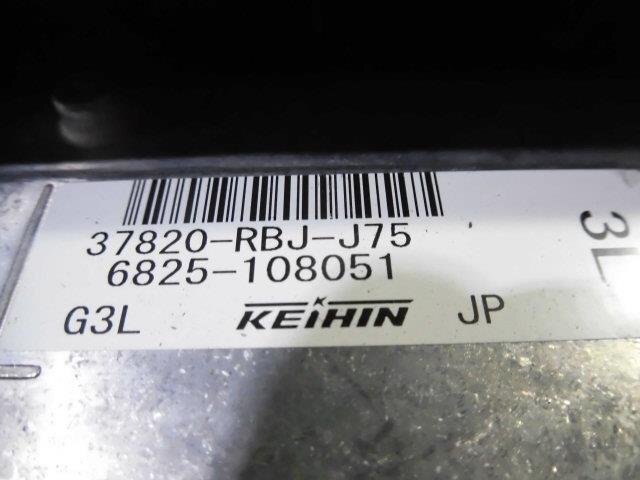 37820-RBJ-J75
6825-108051
G3L KEIHIN JP
3L